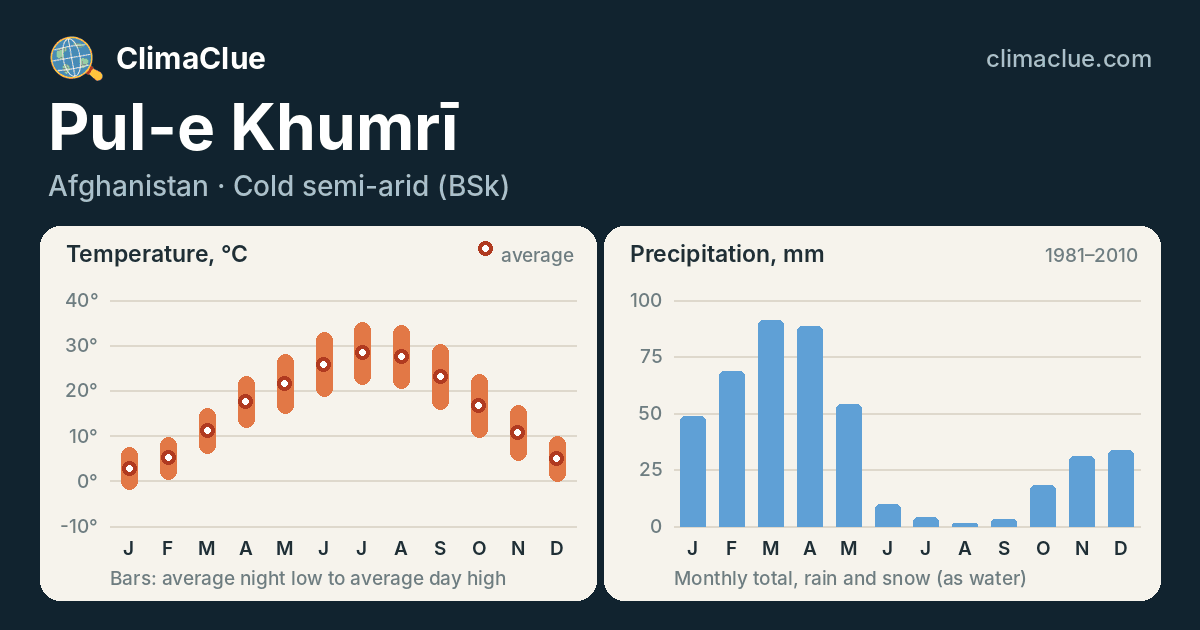 ClimaClue
climaclue.com
Pul-e Khumrī
Afghanistan · Cold semi-arid (BSk)
Temperature, °C
average
40°
30°
20°
10°
0°
-10°
J F M A M J J A S O N D
Bars: average night low to average day high
Precipitation, mm
1981–2010
100
75
50
25
0
J F M A M J J A S O N D
Monthly total, rain and snow (as water)